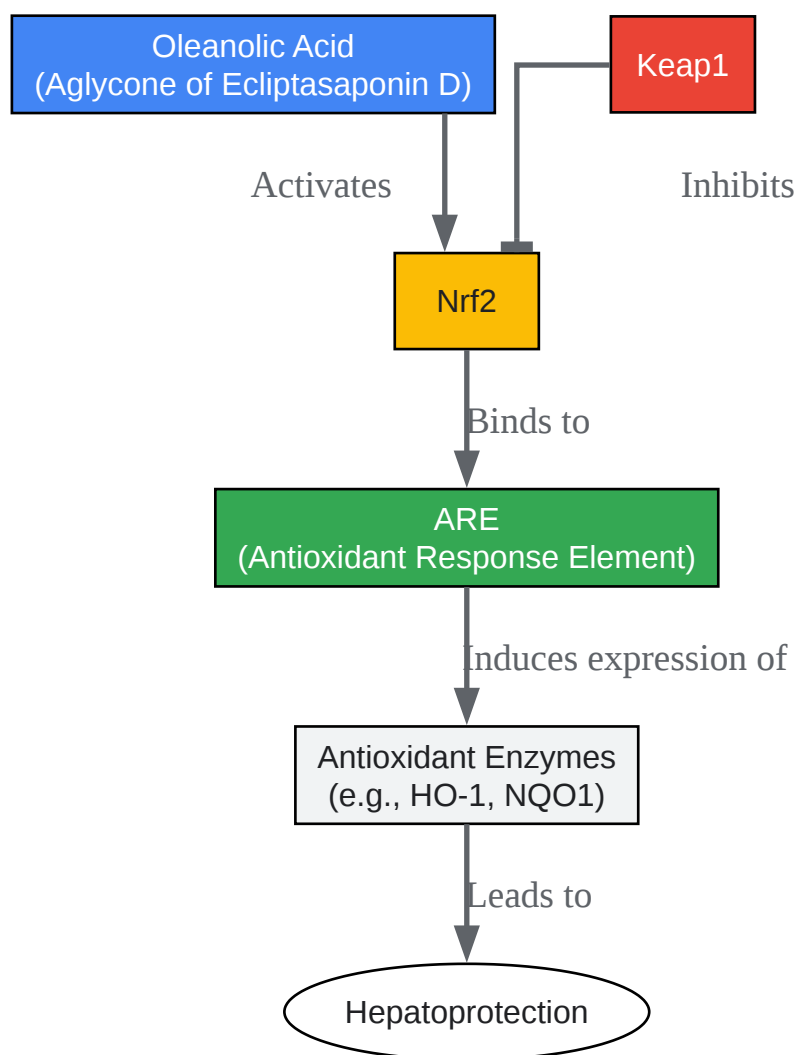 Oleanolic Acid
(Aglycone of Ecliptasaponin D)
Keap1
Activates
Inhibits
Nrf2
Binds to
ARE
(Antioxidant Response Element)
Induces expression of
Antioxidant Enzymes
(e.g., HO-1, NQO1)
Leads to
Hepatoprotection